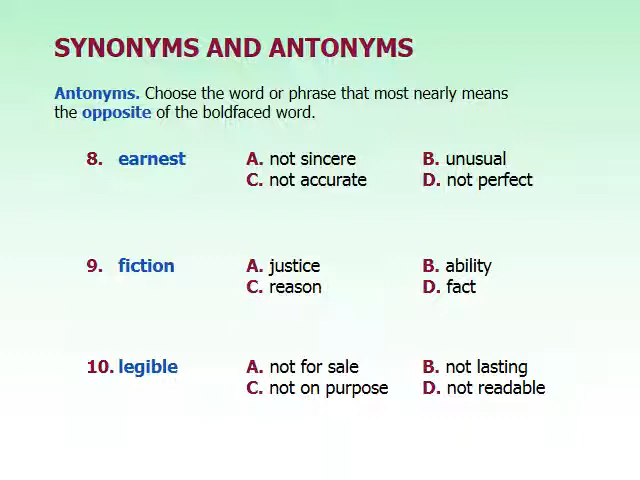 SYNONYMS AND ANTONYMS
Antonyms. Choose the word or phrase that most nearly means
the opposite of the boldfaced word.
8. earnest A. not sincere B. unusual
C. not accurate D. not perfect
9. fiction A. justice B. ability
C. reason D. fact
10. legible A. not for sale B. not lasting
C. not on purpose D. not readable